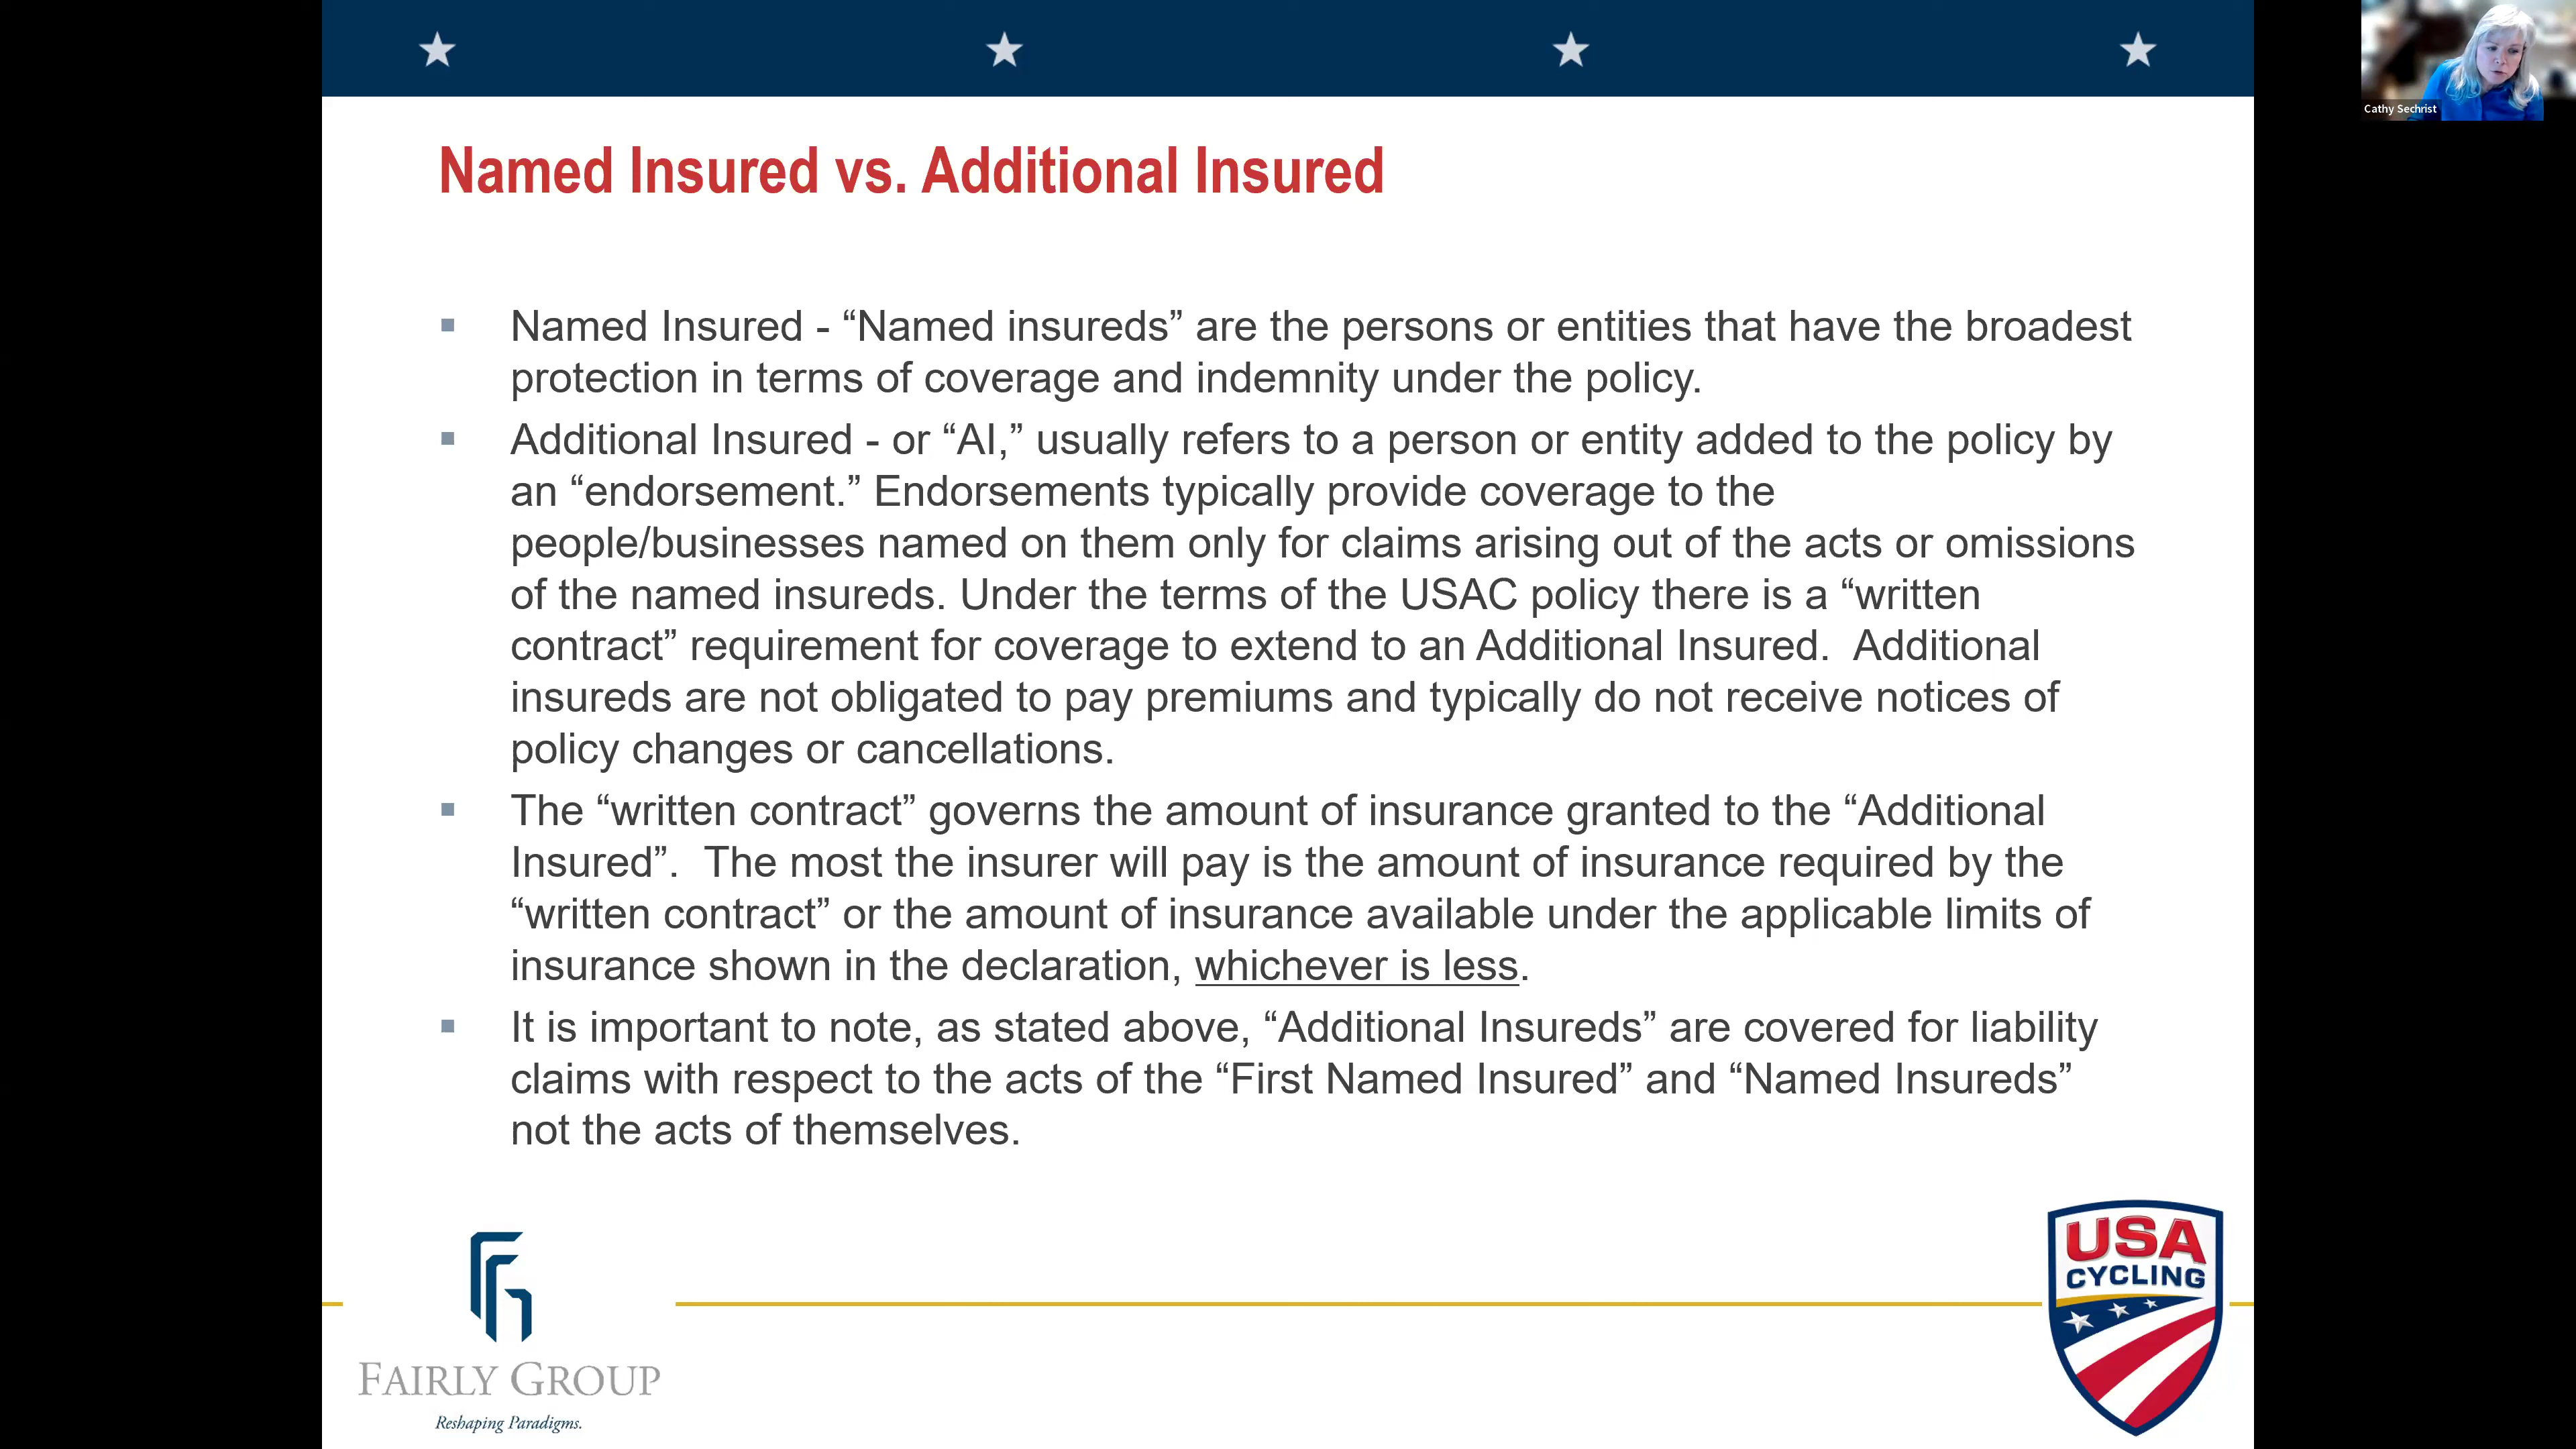 Cathy Sechrist
Named Insured vs. Additional Insured
Named Insured - “Named insureds” are the persons or entities that have the broadest
protection in terms of coverage and indemnity under the policy.
Additional Insured - or “AI,” usually refers to a person or entity added to the policy by
an “endorsement.” Endorsements typically provide coverage to the
people/businesses named on them only for claims arising out of the acts or omissions
of the named insureds. Under the terms of the USAC policy there is a “written
contract” requirement for coverage to extend to an Additional Insured.  Additional
insureds are not obligated to pay premiums and typically do not receive notices of
policy changes or cancellations.
The “written contract” governs the amount of insurance granted to the “Additional
Insured”.  The most the insurer will pay is the amount of insurance required by the
“written contract” or the amount of insurance available under the applicable limits of
insurance shown in the declaration, whichever is less.
It is important to note, as stated above, “Additional Insureds” are covered for liability
claims with respect to the acts of the “First Named Insured” and “Named Insureds”
not the acts of themselves.
FAIRLY GROUP
Reshaping Paradigms.
USA
CYCLING